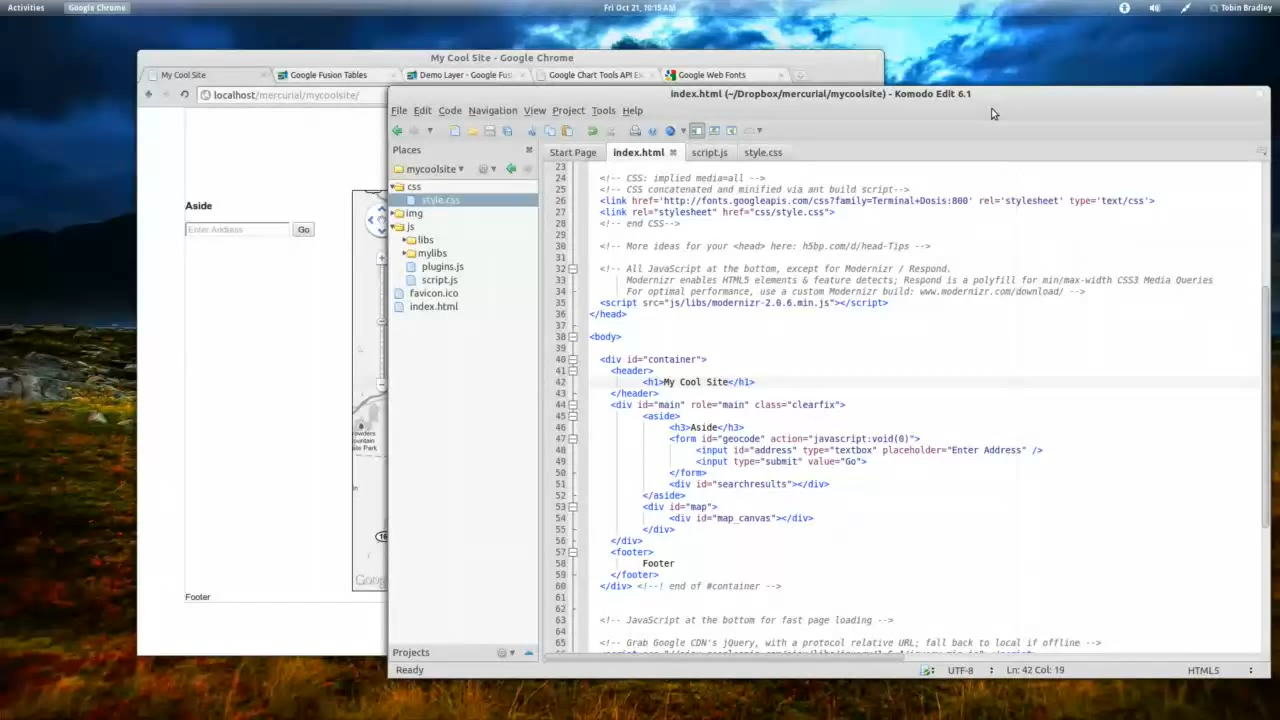 Activities
Google Chrome
Fri Oct 21, 10:15 AM
Tobin Bradley
My Cool Site - Google Chrome
My Cool Site
Google Fusion Tables
Demo Layer - Google Fus
Google Chart Tools API Ex
Google Web Fonts
localhost/mercurial/mycoolsite/
Aside
Enter Address
Go
Footer
index.html (~/Dropbox/mercurial/mycoolsite) - Komodo Edit 6.1
File Edit Code Navigation View Project Tools Help
Places
mycoolsite
css
style.css
img
js
libs
mylibs
plugins.js
script.js
favicon.ico
index.html
Projects
Ready
Start Page
index.html
script.js
style.css
23
24 <!-- CSS: implied media=all -->
25 <!-- CSS concatenated and minified via ant build script-->
26 <link href='http://fonts.googleapis.com/css?family=Terminal+Dosis:800' rel='stylesheet' type='text/css'>
27 <link rel="stylesheet" href="css/style.css">
28 <!-- end CSS-->
29
30 <!-- More ideas for your <head> here: h5bp.com/d/head-Tips -->
31
32 <!-- All JavaScript at the bottom, except for Modernizr / Respond.
33 Modernizr enables HTML5 elements & feature detects; Respond is a polyfill for min/max-width CSS3 Media Queries
34 For optimal performance, use a custom Modernizr build: www.modernizr.com/download/ -->
35 <script src="js/libs/modernizr-2.0.6.min.js"></script>
36 </head>
37
38 <body>
39
40 <div id="container">
41 <header>
42 <h1>My Cool Site</h1>
43 </header>
44 <div id="main" role="main" class="clearfix">
45 <aside>
46 <h3>Aside</h3>
47 <form id="geocode" action="javascript:void(0)">
48 <input id="address" type="textbox" placeholder="Enter Address" />
49 <input type="submit" value="Go">
50 </form>
51 <div id="searchresults"></div>
52 </aside>
53 <div id="map">
54 <div id="map_canvas"></div>
55 </div>
56 </div>
57 <footer>
58 Footer
59 </footer>
60 </div> <!--! end of #container -->
61
62
63 <!-- JavaScript at the bottom for fast page loading -->
64
65 <!-- Grab Google CDN's jQuery, with a protocol relative URL; fall back to local if offline -->
UTF-8
Ln: 42 Col: 19
HTML5